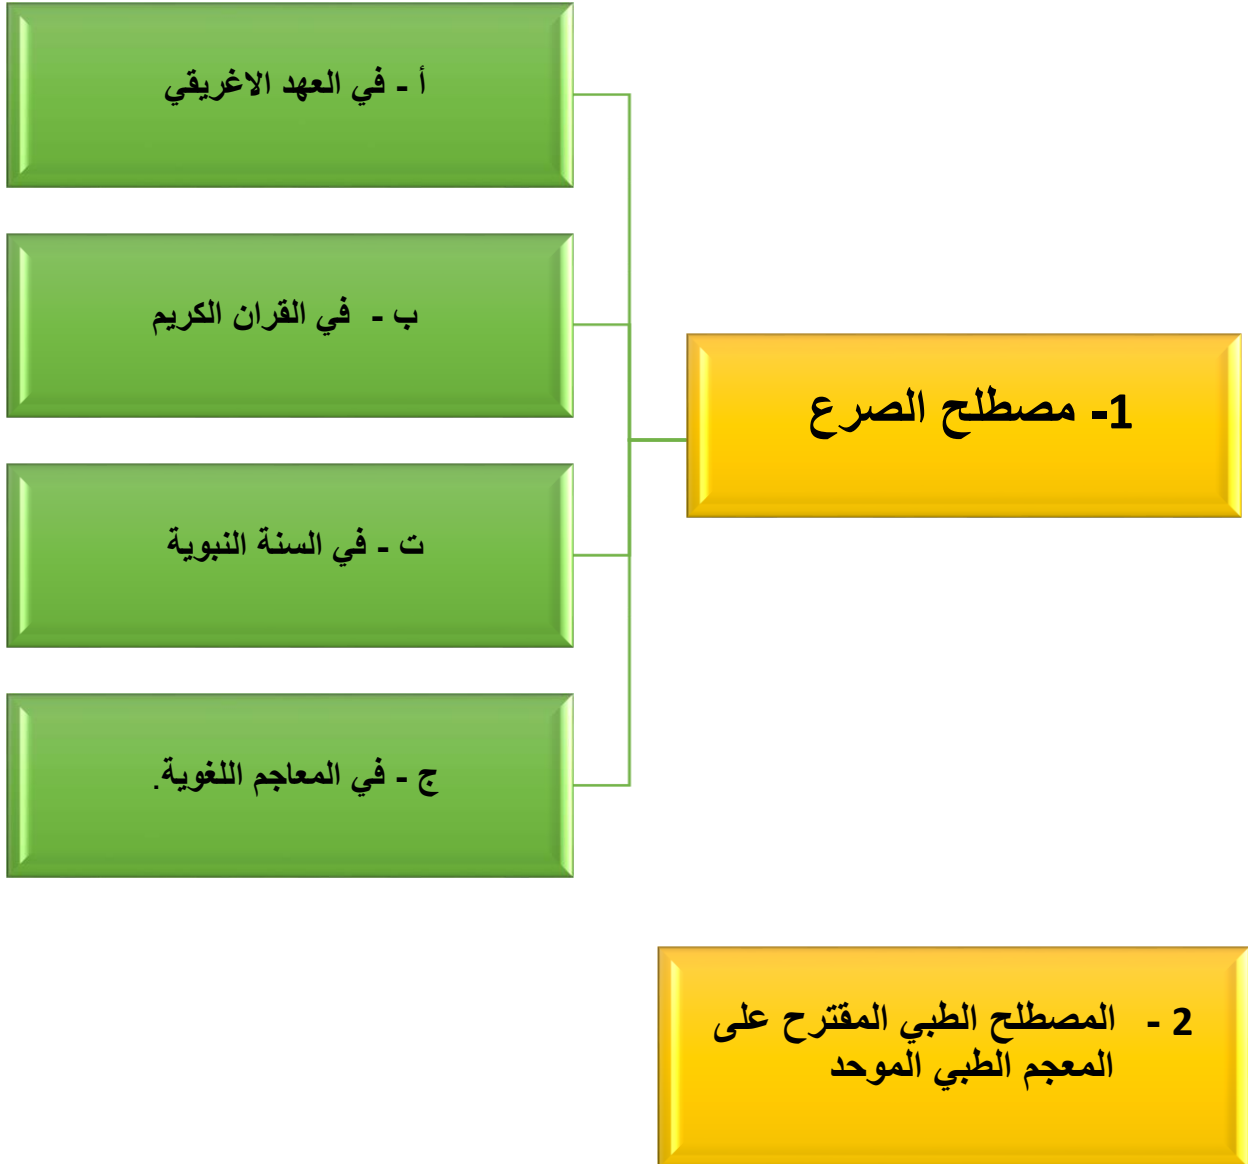 1- مصطلح الصرع
أ - في العهد الاغريقي
ب - في القران الكريم
ت - في السنة النبوية
ج - في المعاجم اللغوية.
2 - المصطلح الطبي المقترح على
المعجم الطبي الموحد